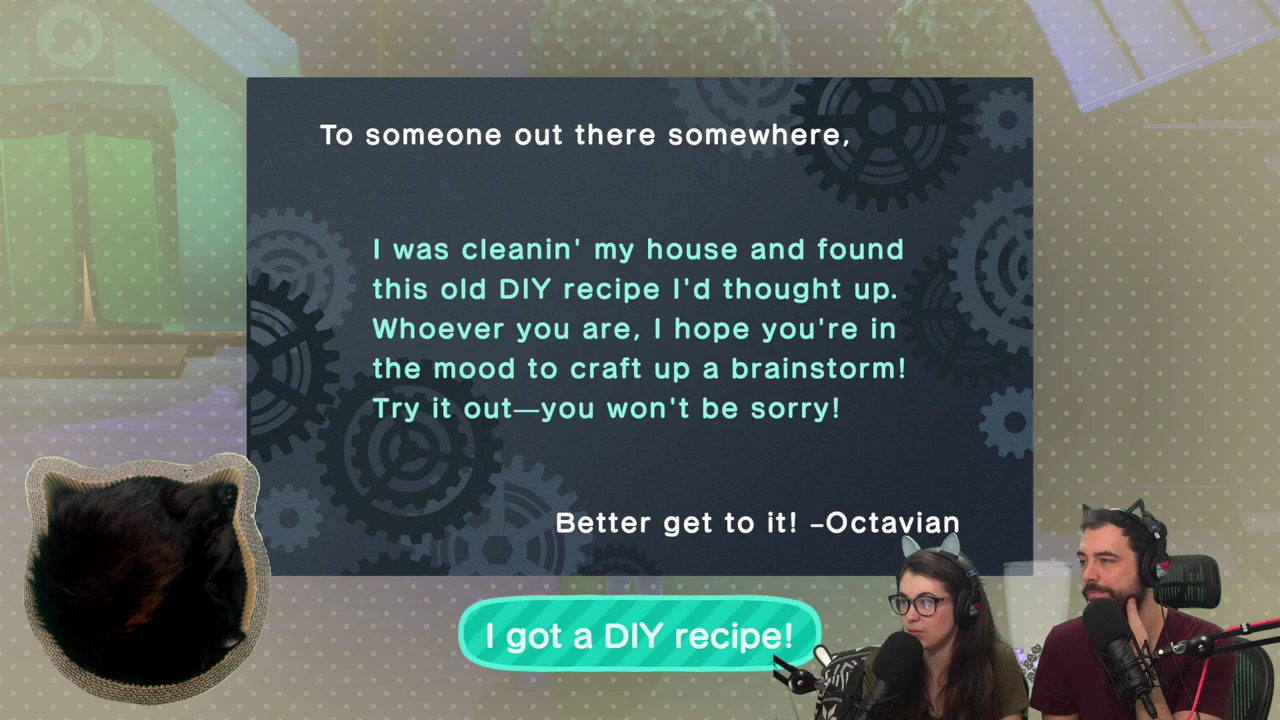 To someone out there somewhere,
I was cleanin' my house and found
this old DIY recipe I'd thought up.
Whoever you are, I hope you're in
the mood to craft up a brainstorm!
Try it out—you won't be sorry!
Better get to it! –Octavian
I got a DIY recipe!